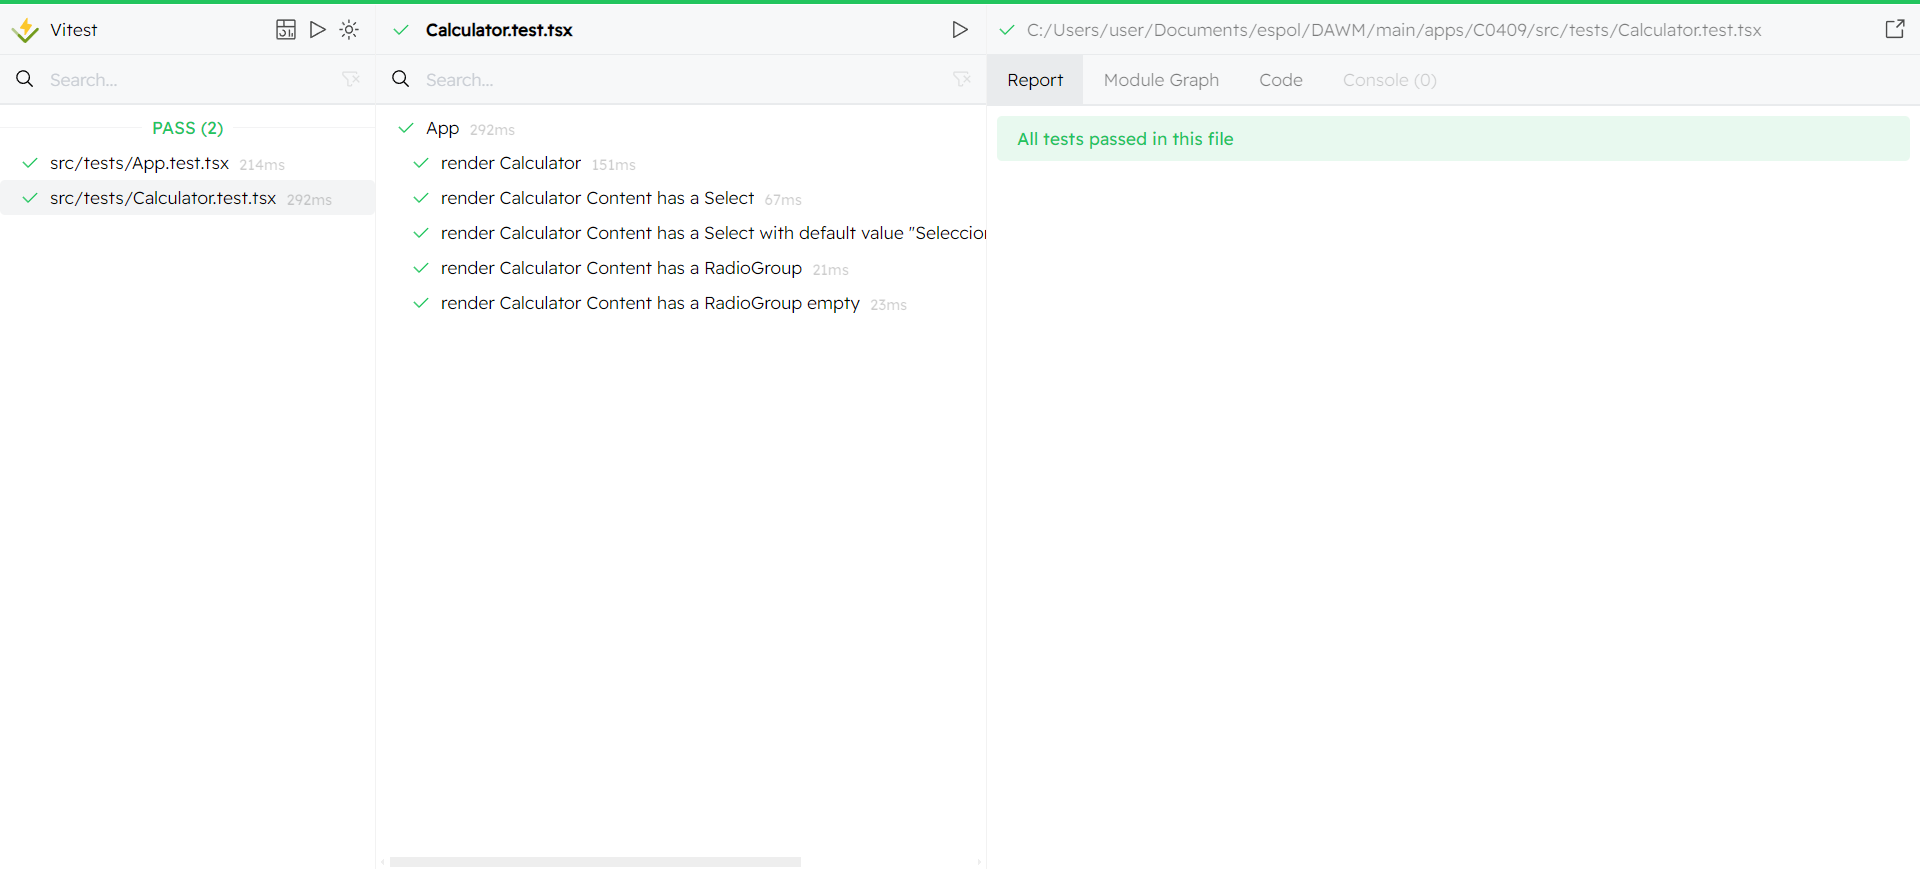 Vitest
Search...
PASS (2)
src/tests/App.test.tsx 214ms
src/tests/Calculator.test.tsx 292ms
Calculator.test.tsx
Search...
App 292ms
render Calculator 151ms
render Calculator Content has a Select 67ms
render Calculator Content has a Select with default value "Seleccion
render Calculator Content has a RadioGroup 21ms
render Calculator Content has a RadioGroup empty 23ms
C:/Users/user/Documents/espol/DAWM/main/apps/C0409/src/tests/Calculator.test.tsx
Report Module Graph Code Console (0)
All tests passed in this file